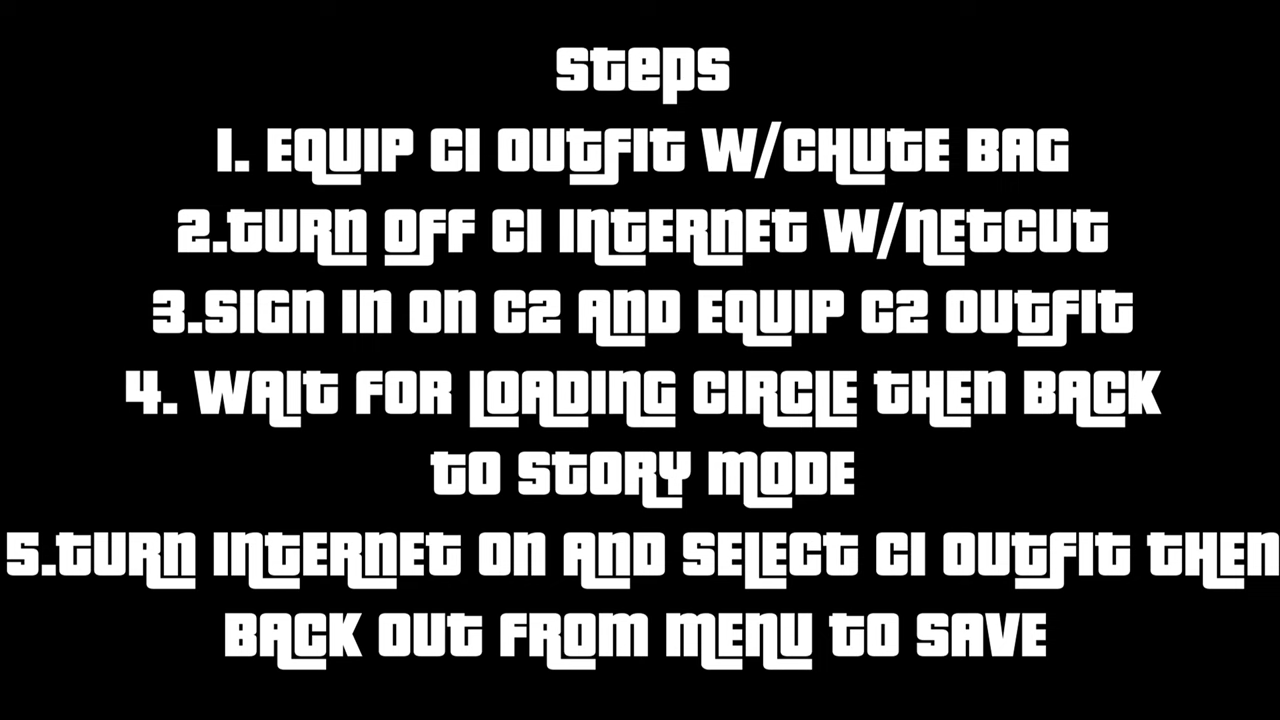 Steps
1. EQUIP C1 OUTFIT W/CHUTE BAG
2.TURN OFF C1 INTERNET W/NETCUT
3.SIGN IN ON C2 AND EQUIP C2 OUTFIT
4. WAIT FOR LOADING CIRCLE THEN BACK
TO STORY MODE
5.TURN INTERNET ON AND SELECT C1 OUTFIT THEN
BACK OUT FROM MENU TO SAVE